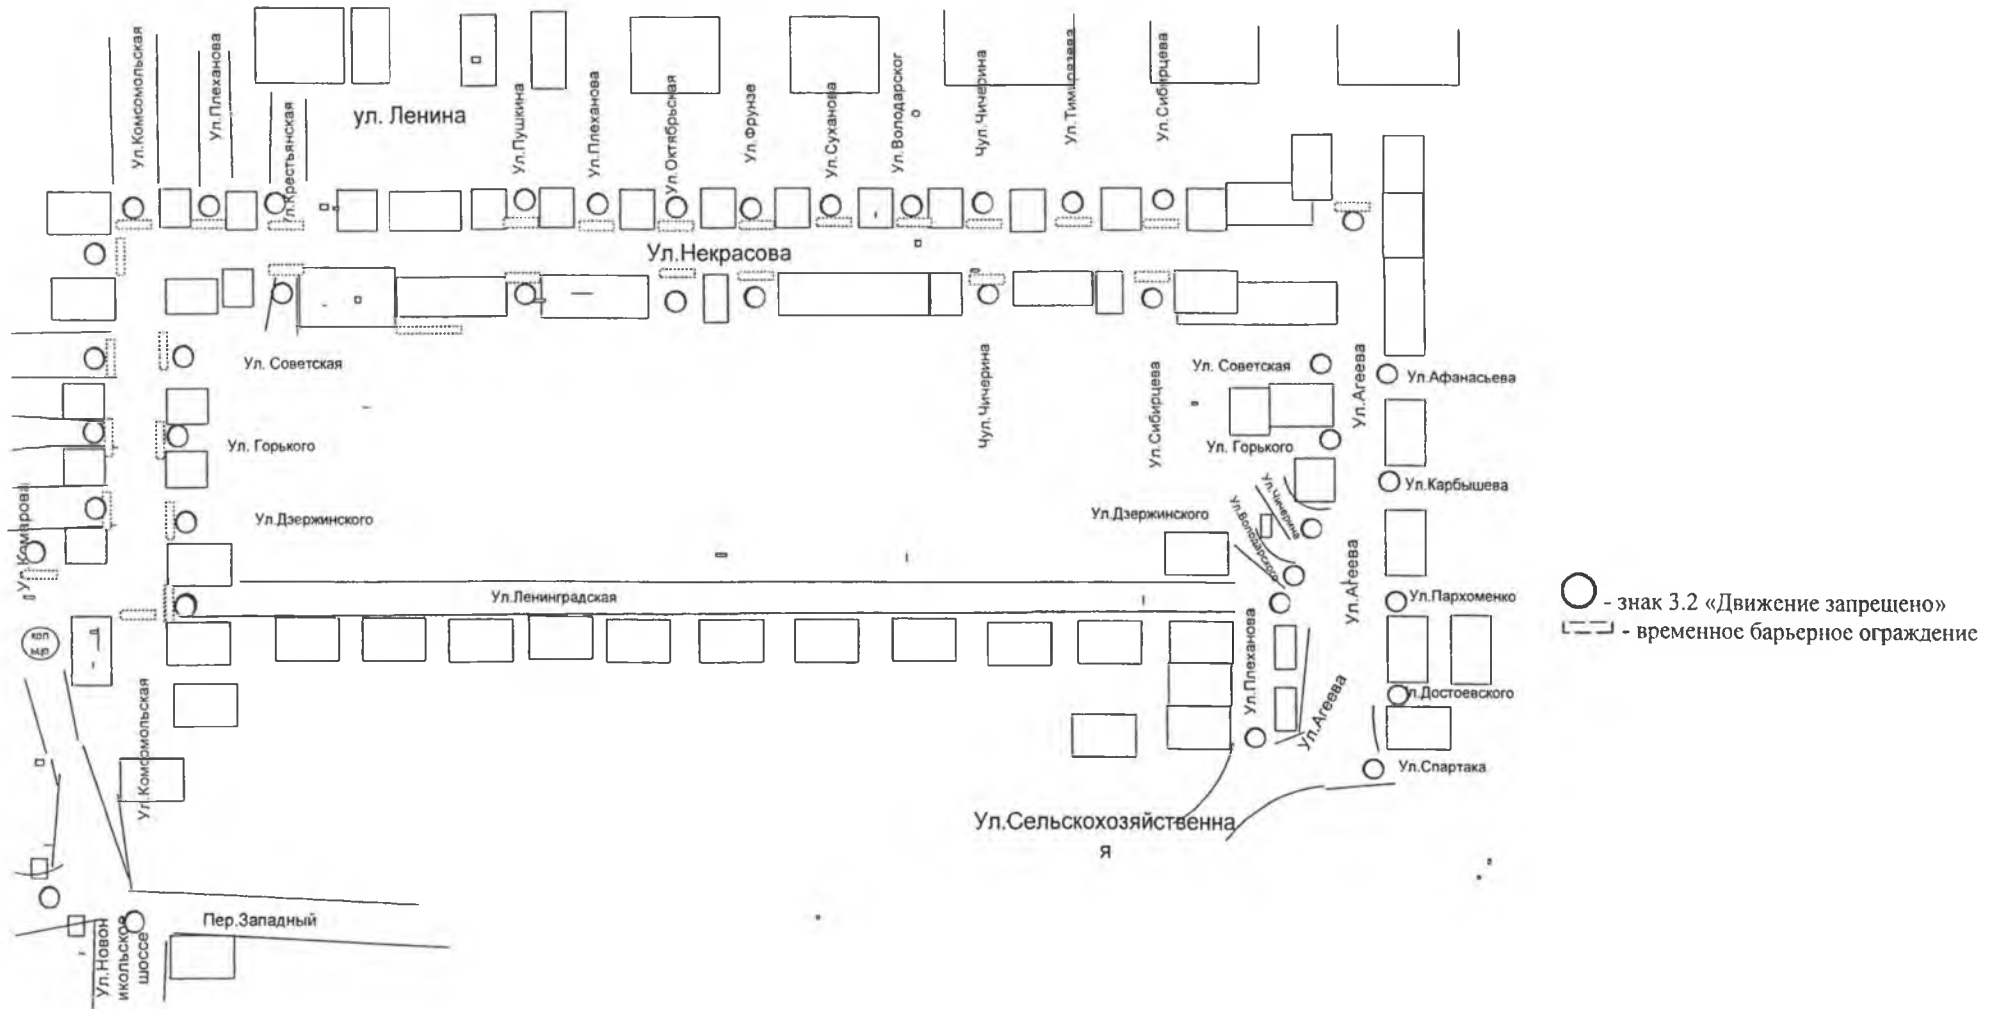 Ул.Комсомольская
Ул.Плеханова
Ул.Крестьянская
ул. Ленина
Ул.Пушкина
Ул.Плеханова
Ул.Октябрьская
Ул.Фрунзе
Ул.Суханова
Ул.Володарског
о
Чул.Чичерина
Ул.Тимирязева
Ул.Сибирцева
Ул.Некрасова
Ул. Советская
Чул.Чичерина
Ул.Сибирцева
Ул. Советская
Ул.Агеева
Ул.Афанасьева
Ул. Горького
Ул. Горького
Ул.Карбышева
Ул.Комарова
Ул.Дзержинского
Ул.Дзержинского
Ул.Володарского
Ул.Чичерина
Ул.Агеева
Ул.Ленинградская
Ул.Пархоменко
- знак 3.2 «Движение запрещено»
- временное барьерное ограждение
кол
ьцо
Ул.Комсомольская
Ул.Плеханова
Ул.Агеева
Ул.Достоевского
Ул.Спартака
Ул.Сельскохозяйственна
я
Пер.Западный
Ул.Новон
икольское
шоссе